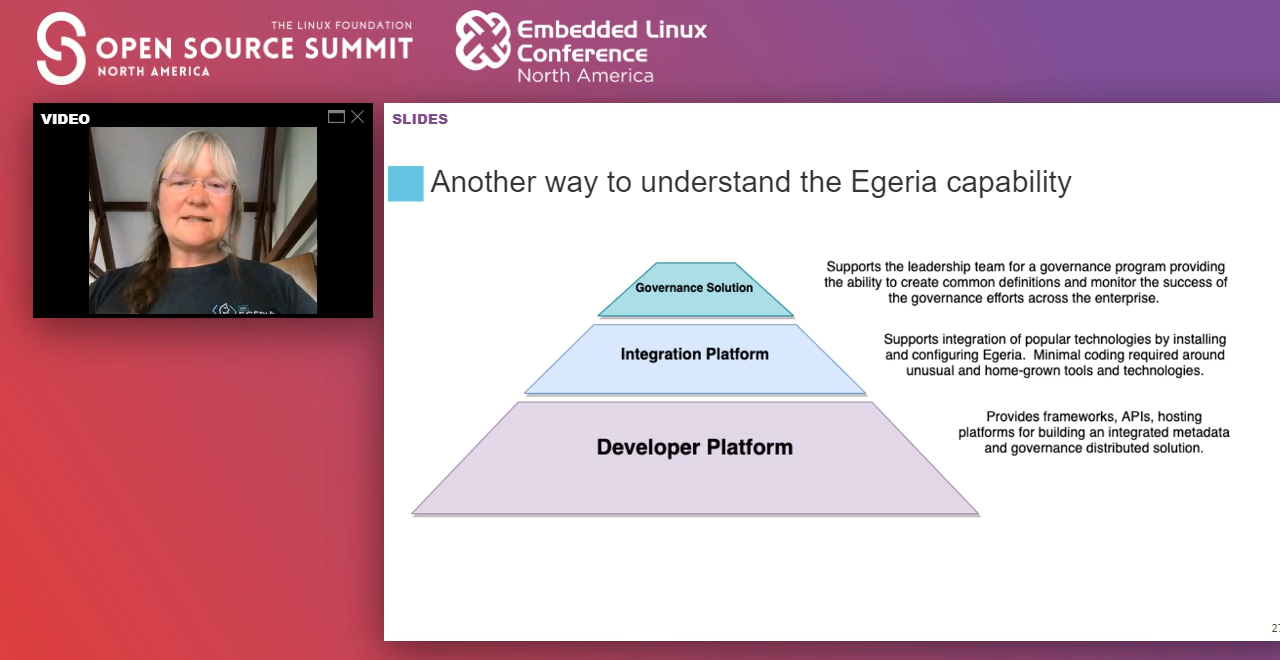 THE LINUX FOUNDATION
OPEN SOURCE SUMMIT
NORTH AMERICA
Embedded Linux
Conference
North America
VIDEO
SLIDES
Another way to understand the Egeria capability
Governance Solution
Supports the leadership team for a governance program providing
the ability to create common definitions and monitor the success of
the governance efforts across the enterprise.
Integration Platform
Supports integration of popular technologies by installing
and configuring Egeria.  Minimal coding required around
unusual and home-grown tools and technologies.
Developer Platform
Provides frameworks, APIs, hosting
platforms for building an integrated metadata
and governance distributed solution.